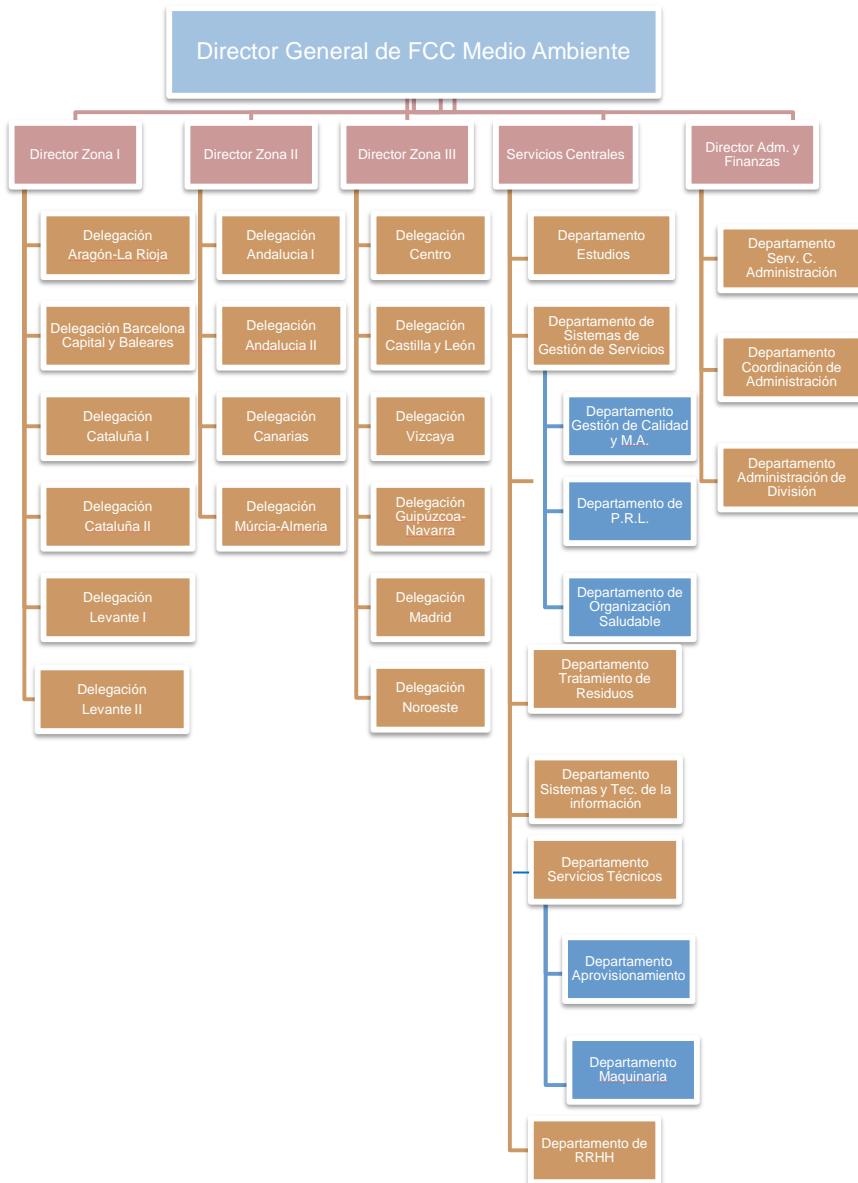 Director General de FCC Medio Ambiente
Director Zona I
Delegación
Aragón-La Rioja
Delegación Barcelona
Capital y Baleares
Delegación
Cataluña I
Delegación
Cataluña II
Delegación
Levante I
Delegación
Levante II
Director Zona II
Delegación
Andalucia I
Delegación
Andalucia II
Delegación
Canarias
Delegación
Múrcia-Almeria
Director Zona III
Delegación
Centro
Delegación
Castilla y León
Delegación
Vizcaya
Delegación
Guipúzcoa-
Navarra
Delegación
Madrid
Delegación
Noroeste
Servicios Centrales
Departamento
Estudios
Departamento de
Sistemas de
Gestión de Servicios
Departamento
Gestión de Calidad
y M.A.
Departamento de
P.R.L.
Departamento de
Organización
Saludable
Departamento
Tratamiento de
Residuos
Departamento
Sistemas y Tec. de la
información
Departamento
Servicios Técnicos
Departamento
Aprovisionamiento
Departamento
Maquinaria
Departamento de
RRHH
Director Adm. y
Finanzas
Departamento
Serv. C.
Administración
Departamento
Coordinación de
Administración
Departamento
Administración de
División